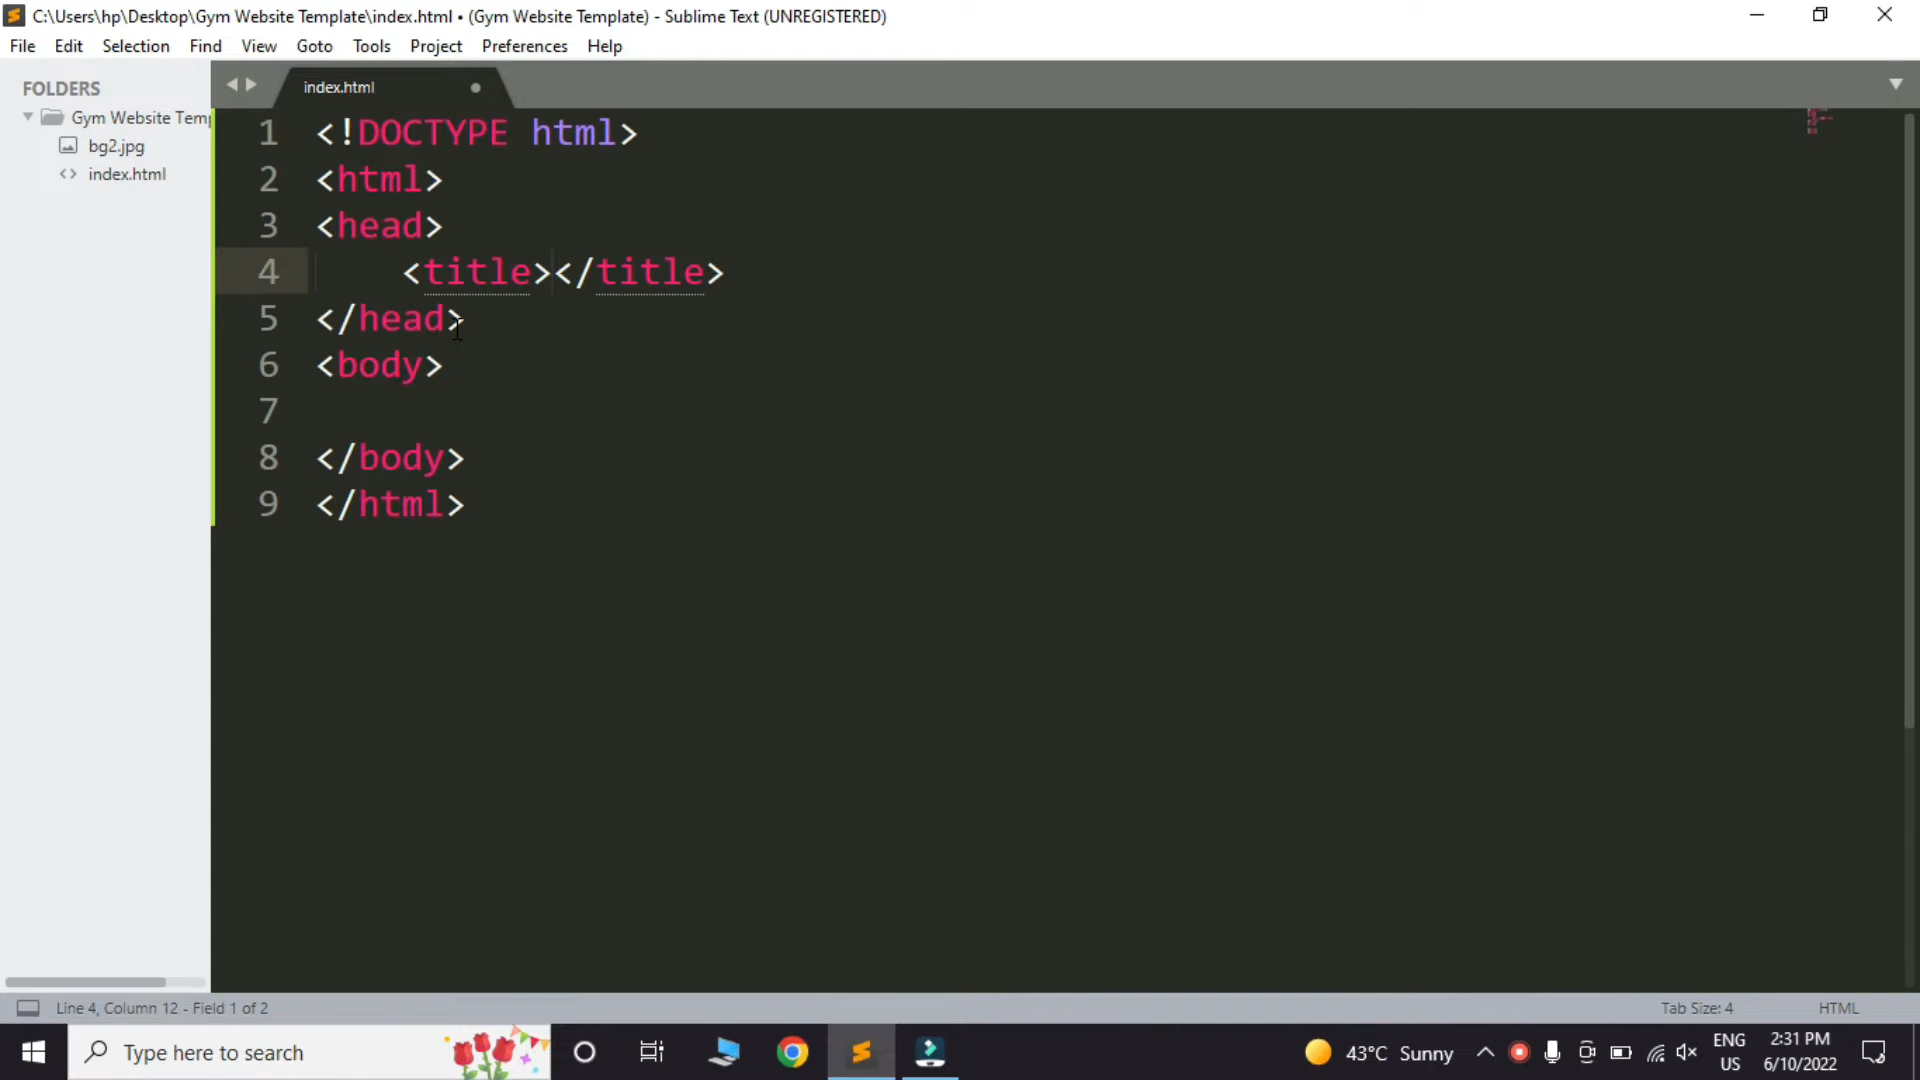 C:\Users\hp\Desktop\Gym Website Template\index.html • (Gym Website Template) - Sublime Text (UNREGISTERED)
File Edit Selection Find View Goto Tools Project Preferences Help
FOLDERS
Gym Website Temp
bg2.jpg
index.html
index.html
1 <!DOCTYPE html>
2 <html>
3 <head>
4     <title></title>
5 </head>
6 <body>
7
8 </body>
9 </html>
Line 4, Column 12 - Field 1 of 2
Tab Size: 4
HTML
Type here to search
43°C Sunny
ENG
US
2:31 PM
6/10/2022